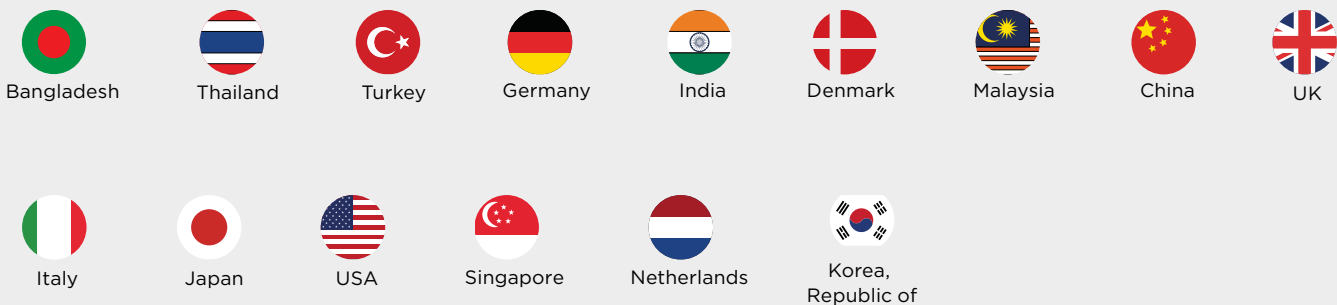 Bangladesh
Thailand
Turkey
Germany
India
Denmark
Malaysia
China
UK
Italy
Japan
USA
Singapore
Netherlands
Korea,
Republic of